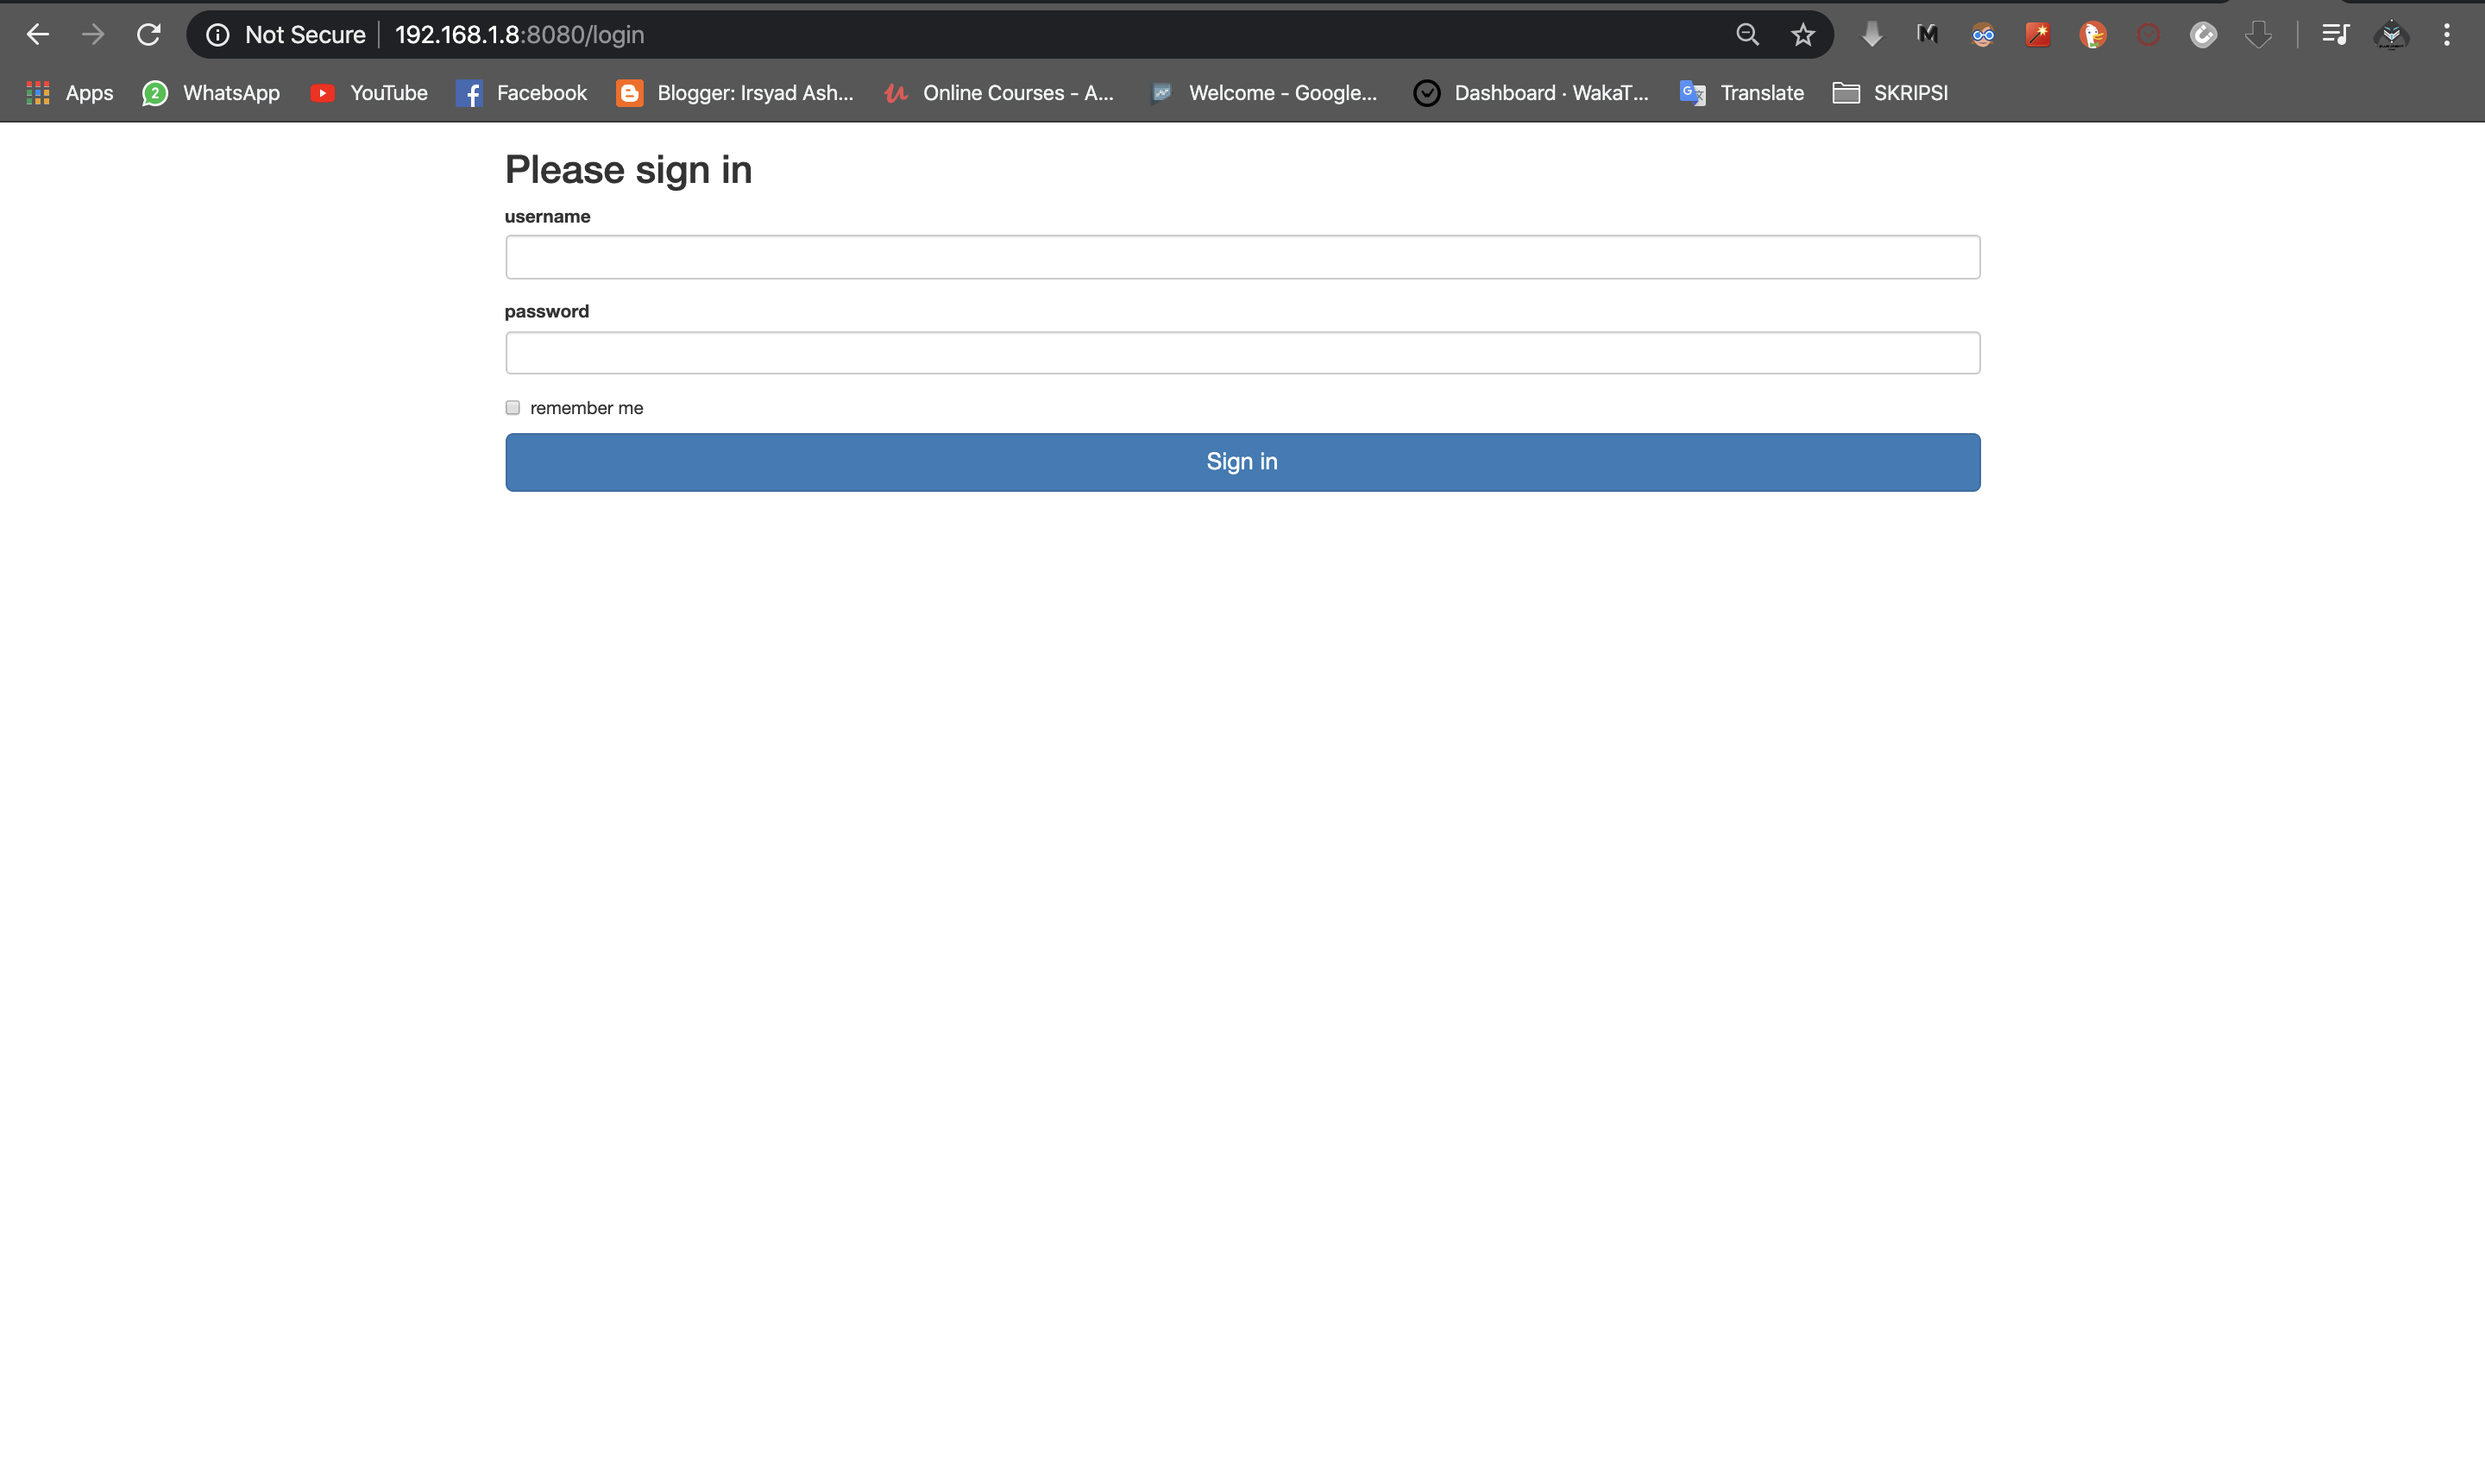 Not Secure 192.168.1.8:8080/login
Apps 2 WhatsApp YouTube Facebook Blogger: Irsyad Ash... Online Courses - A... Welcome - Google... Dashboard · WakaT... Translate SKRIPSI
Please sign in
username
password
remember me
Sign in